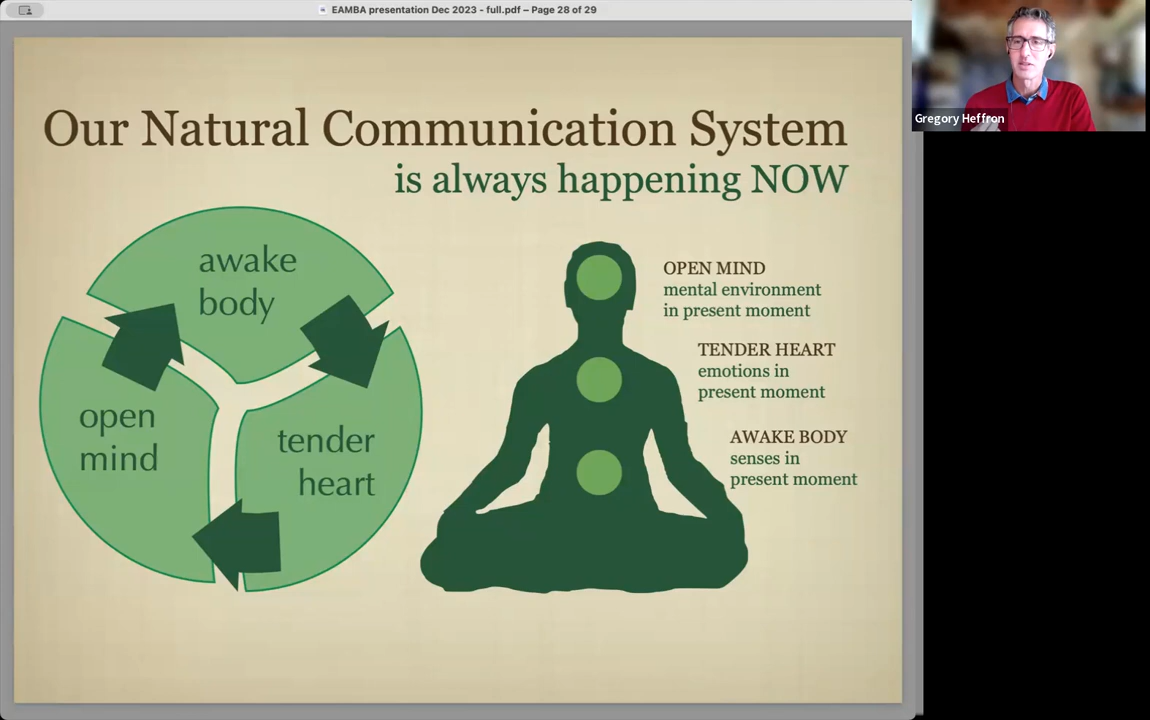 EAMBA presentation Dec 2023 - full.pdf – Page 28 of 29
Gregory Heffron
Our Natural Communication System
is always happening NOW
awake
body
open
mind
tender
heart
OPEN MIND
mental environment
in present moment
TENDER HEART
emotions in
present moment
AWAKE BODY
senses in
present moment